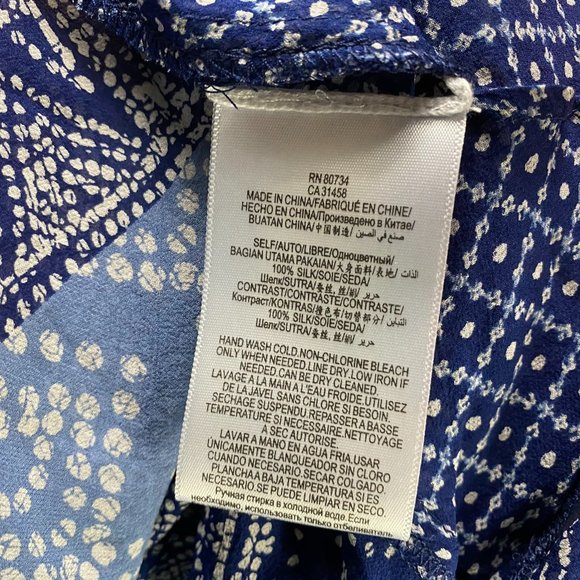 RN 80734
CA 31458
MADE IN CHINA/FABRIQUÉ EN CHINE/
HECHO EN CHINA/Произведено в Китае/
BUATAN CHINA/中国制造/ صنع في الصين
SELF/AUTO/LIBRE/Одноцветный/
BAGIAN UTAMA PAKAIAN/大身面料/表地/ الذات
100% SILK/SOIE/SEDA/
Шелк/SUTRA/蚕丝, 丝/絹/ حرير
CONTRAST/CONTRASTE/CONTRASTE/
Контраст/KONTRAS/撞色布/切替部分/ التباين
100% SILK/SOIE/SEDA/
Шелк/SUTRA/蚕丝, 丝/絹/ حرير
HAND WASH COLD.NON-CHLORINE BLEACH
ONLY WHEN NEEDED.LINE DRY.LOW IRON IF
NEEDED.CAN BE DRY CLEANED.
LAVAGE A LA MAIN A L'EAU FROIDE.UTILISEZ
DE LA JAVEL SANS CHLORE SI BESOIN.
SECHAGE SUSPENDU REPASSER A BASSE
TEMPERATURE SI NECESSAIRE.NETTOYAGE
A SEC AUTORISE.
LAVAR A MANO EN AGUA FRIA.USAR
ÚNICAMENTE BLANQUEADOR SIN CLORO
CUANDO SEA NECESARIO.SECAR COLGADO.
PLANCHA A BAJA TEMPERATURA SI ES
NECESARIO.SE PUEDE LIMPIAR EN SECO.
Ручная стирка в холодной воде.Если
необходимо, использовать только отбеливатель